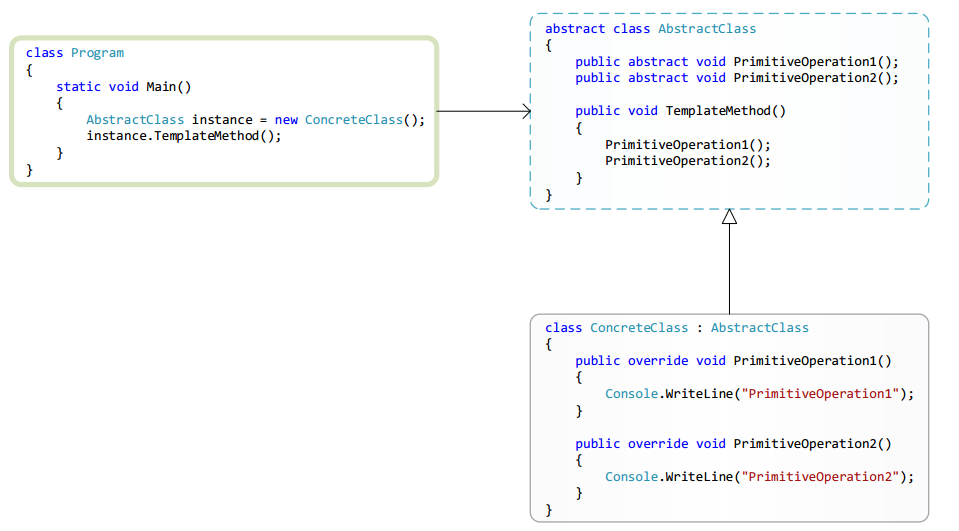 class Program
{
    static void Main()
    {
        AbstractClass instance = new ConcreteClass();
        instance.TemplateMethod();
    }
}
abstract class AbstractClass
{
    public abstract void PrimitiveOperation1();
    public abstract void PrimitiveOperation2();

    public void TemplateMethod()
    {
        PrimitiveOperation1();
        PrimitiveOperation2();
    }
}
class ConcreteClass : AbstractClass
{
    public override void PrimitiveOperation1()
    {
        Console.WriteLine("PrimitiveOperation1");
    }

    public override void PrimitiveOperation2()
    {
        Console.WriteLine("PrimitiveOperation2");
    }
}